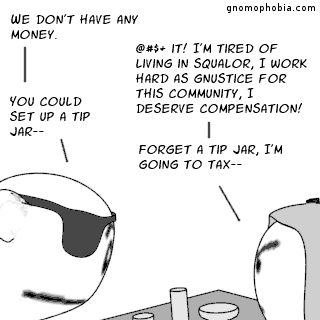 gnomophobia.com
WE DON'T HAVE ANY
MONEY.
@#$+ IT! I'M TIRED OF
LIVING IN SQUALOR, I WORK
HARD AS GNUSTICE FOR
THIS COMMUNITY, I
DESERVE COMPENSATION!
YOU COULD
SET UP A TIP
JAR--
FORGET A TIP JAR, I'M
GOING TO TAX--